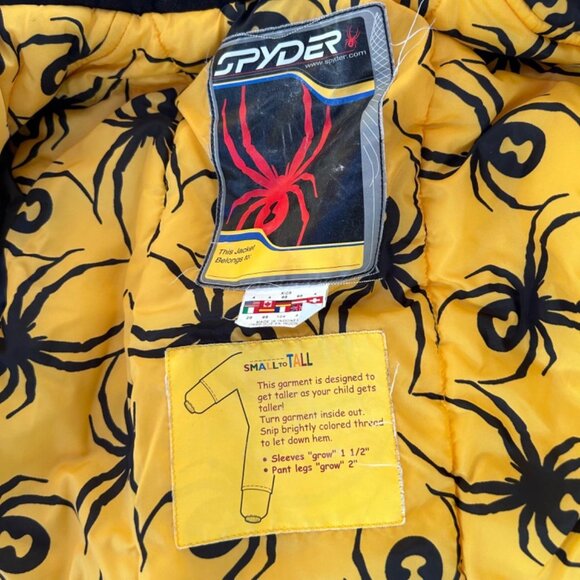 SPYDER
www.spyder.com
This Jacket
Belongs to:
SIZE
SMALL TO TALL
This garment is designed to
get taller as your child gets
taller!
Turn garment inside out.
Snip brightly colored thread
to let down hem.
• Sleeves "grow" 1 1/2"
• Pant legs "grow" 2"